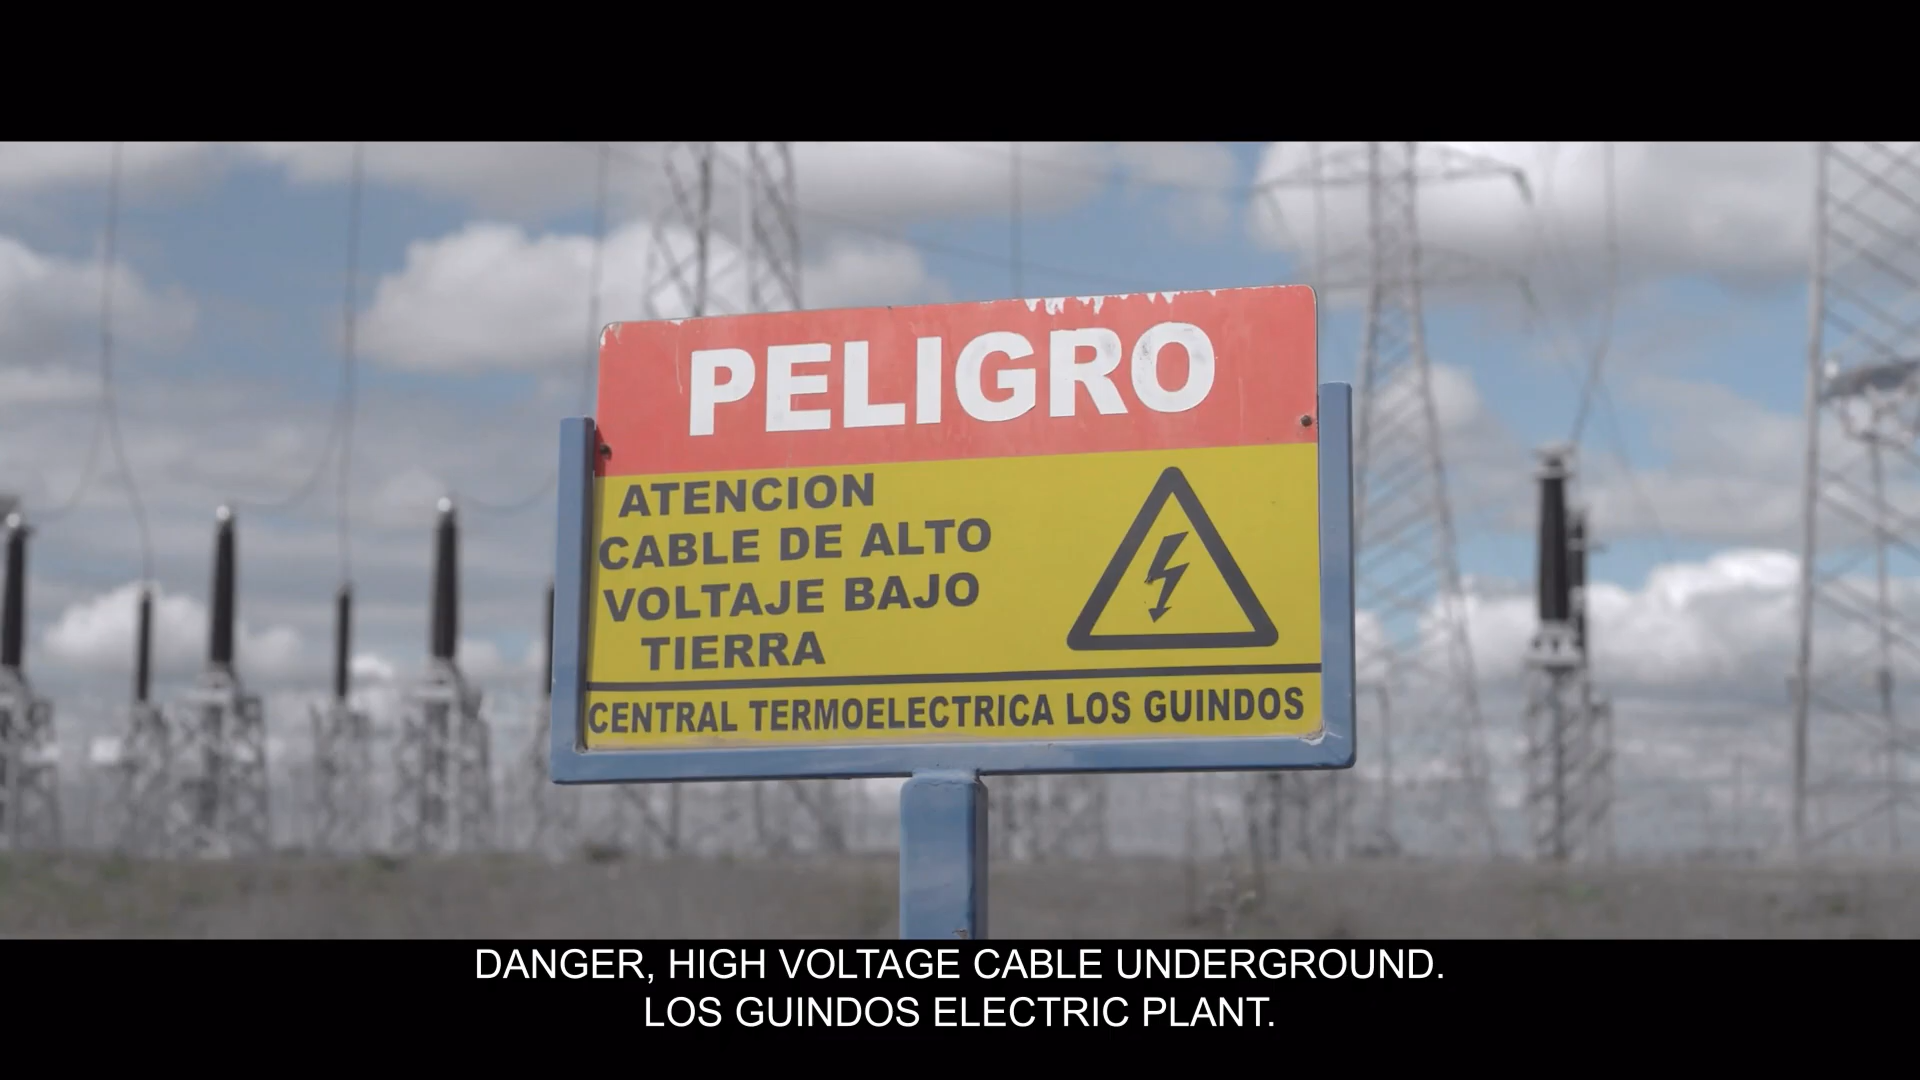 PELIGRO
ATENCION
CABLE DE ALTO
VOLTAJE BAJO
TIERRA
CENTRAL TERMOELECTRICA LOS GUINDOS
DANGER, HIGH VOLTAGE CABLE UNDERGROUND.
LOS GUINDOS ELECTRIC PLANT.